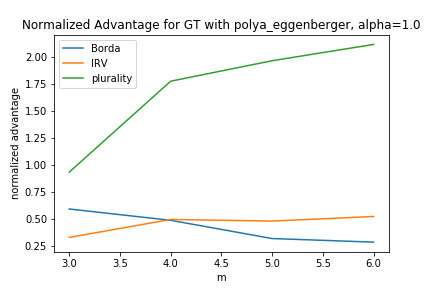 Normalized Advantage for GT with polya_eggenberger, alpha=1.0
Borda
IRV
plurality
normalized advantage
2.00
1.75
1.50
1.25
1.00
0.75
0.50
0.25
3.0 3.5 4.0 4.5 5.0 5.5 6.0
m